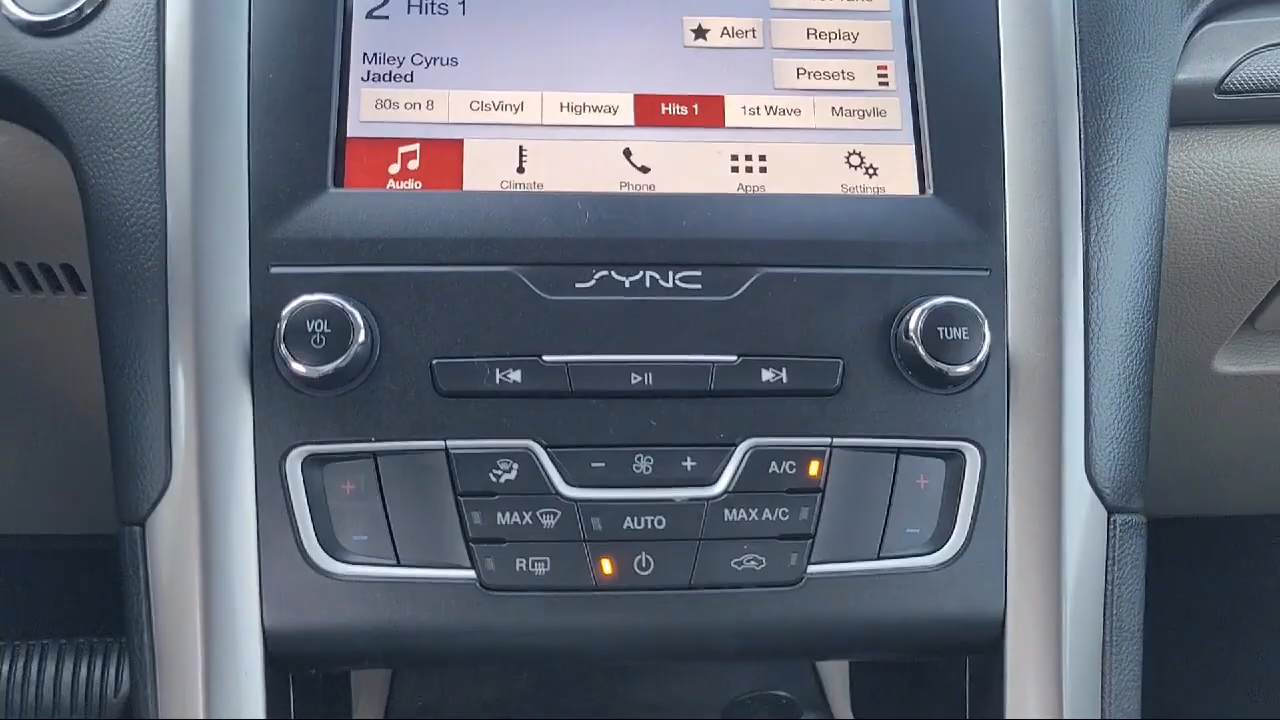 2 Hits 1
Alert
Replay
Miley Cyrus
Jaded
Presets
80s on 8 ClsVinyl Highway Hits 1 1st Wave Margvlle
Audio Climate Phone Apps Settings
SYNC
VOL
TUNE
A/C
MAX AUTO MAX A/C
R